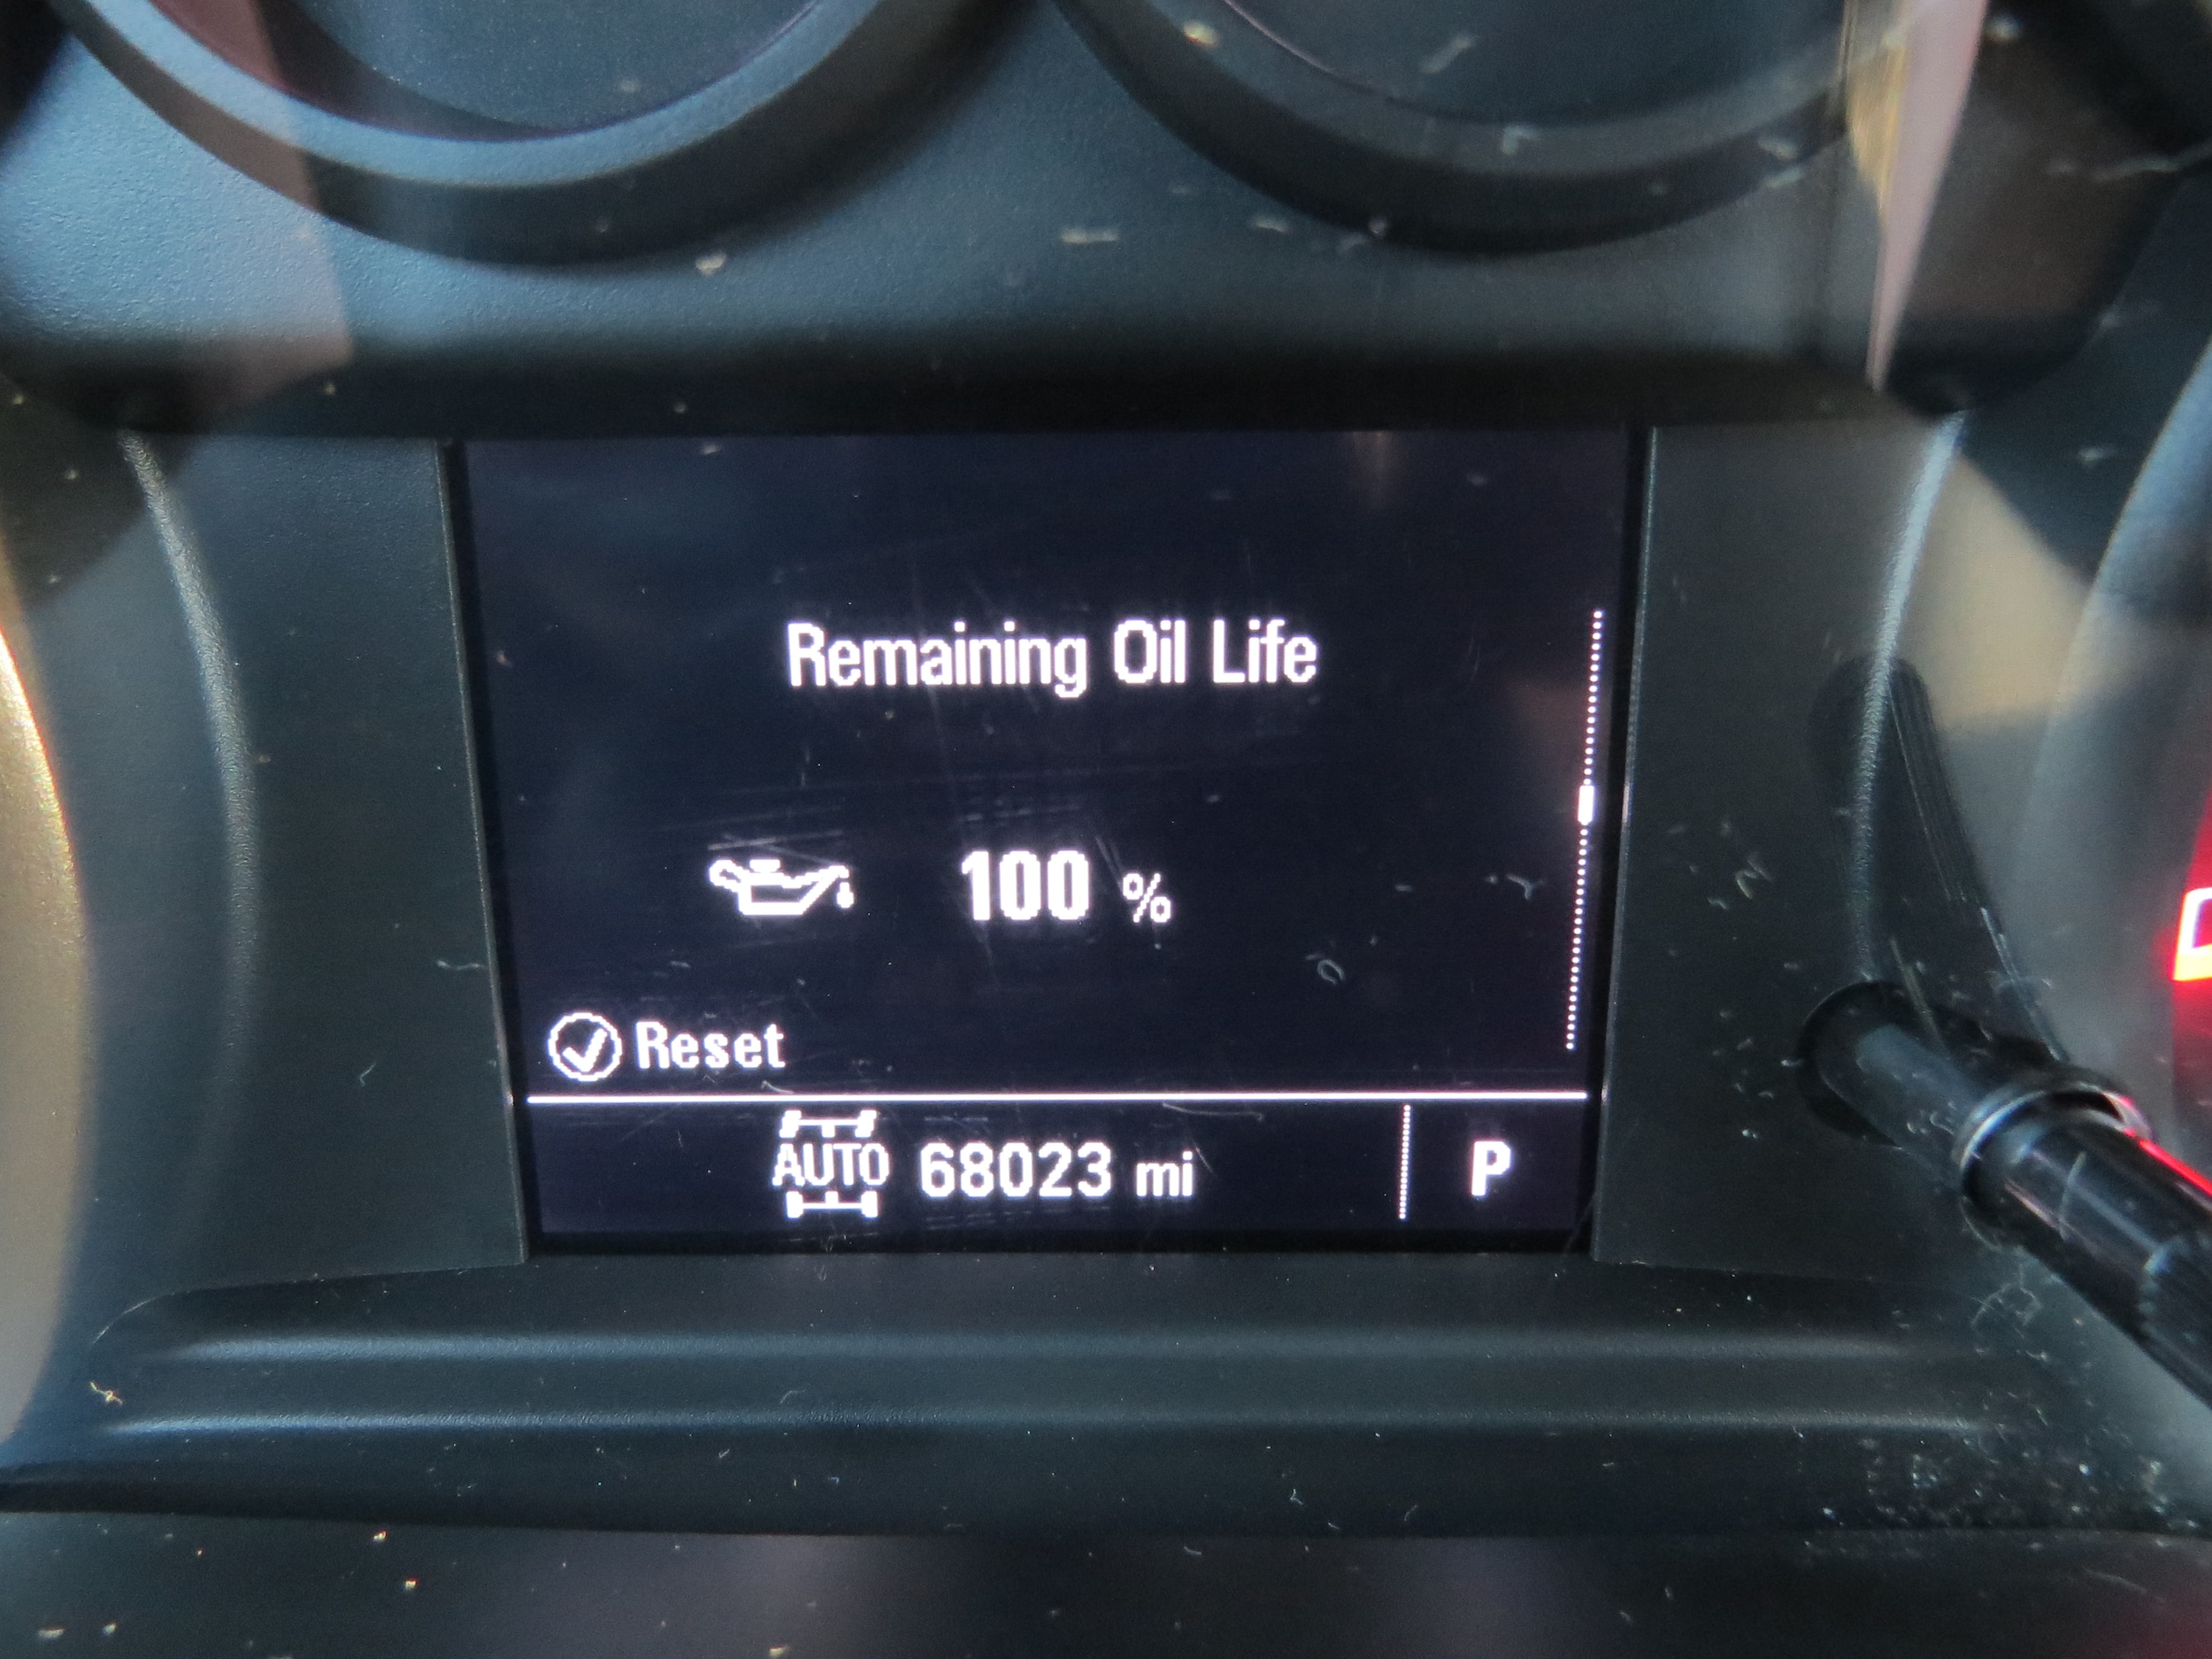 Remaining Oil Life
100 %
Reset
AUTO 68023 mi P